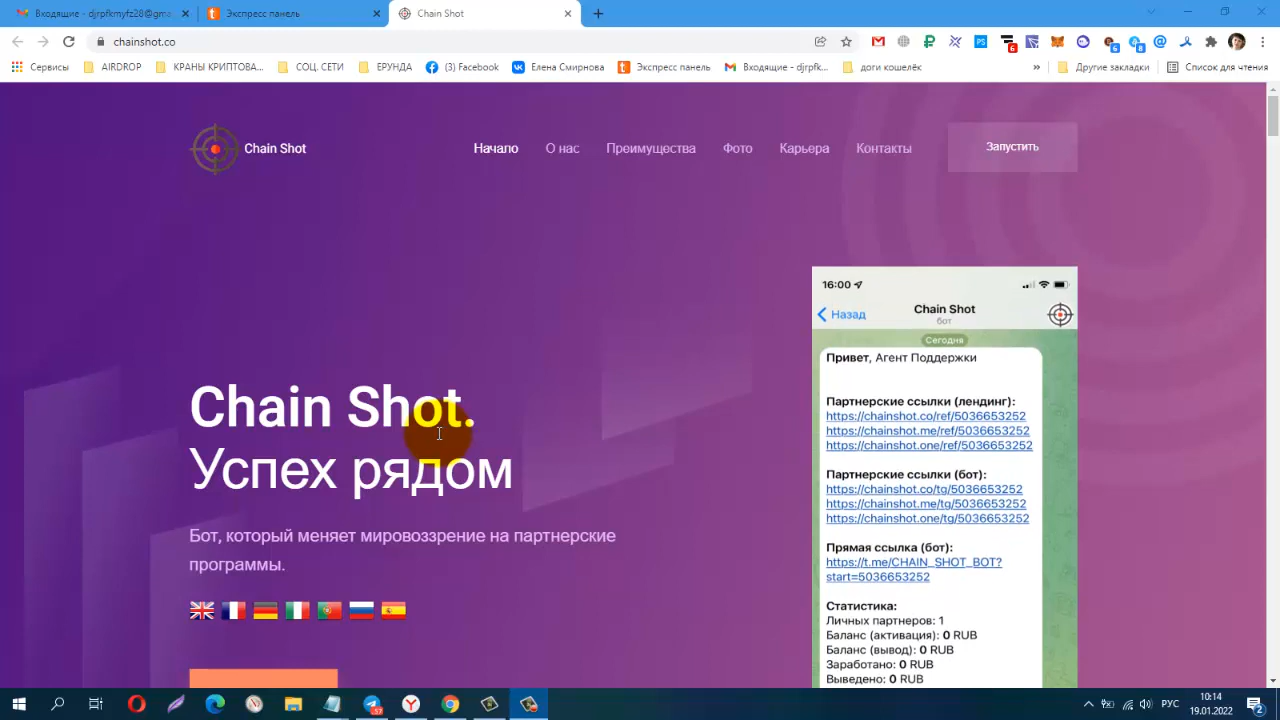 Входящие - djrpfkmyfz28@gma
Экспресс панель
Chain Shot
chainshot.co
6
6
8
Сервисы
AIRDROP
КРАНЫ КРИПТОВА...
СОЦ. СЕТИ
ЕРУНДА
(3) Facebook
Елена Смирнова
Экспресс панель
Входящие - djrpfk...
доги кошелёк
»
Другие закладки
Список для чтения
Chain Shot
Начало
О нас
Преимущества
Фото
Карьера
Контакты
Запустить
Chain Shot.
Успех рядом
Бот, который меняет мировоззрение на партнерские
программы.
16:00
Назад
Chain Shot
бот
Сегодня
Привет, Агент Поддержки
Партнерские ссылки (лендинг):
https://chainshot.co/ref/5036653252
https://chainshot.me/ref/5036653252
https://chainshot.one/ref/5036653252
Партнерские ссылки (бот):
https://chainshot.co/tg/5036653252
https://chainshot.me/tg/5036653252
https://chainshot.one/tg/5036653252
Прямая ссылка (бот):
https://t.me/CHAIN_SHOT_BOT?
start=5036653252
Статистика:
Личных партнеров: 1
Баланс (активация): 0 RUB
Баланс (вывод): 0 RUB
Заработано: 0 RUB
Выведено: 0 RUB
РУС
10:14
19.01.2022
2